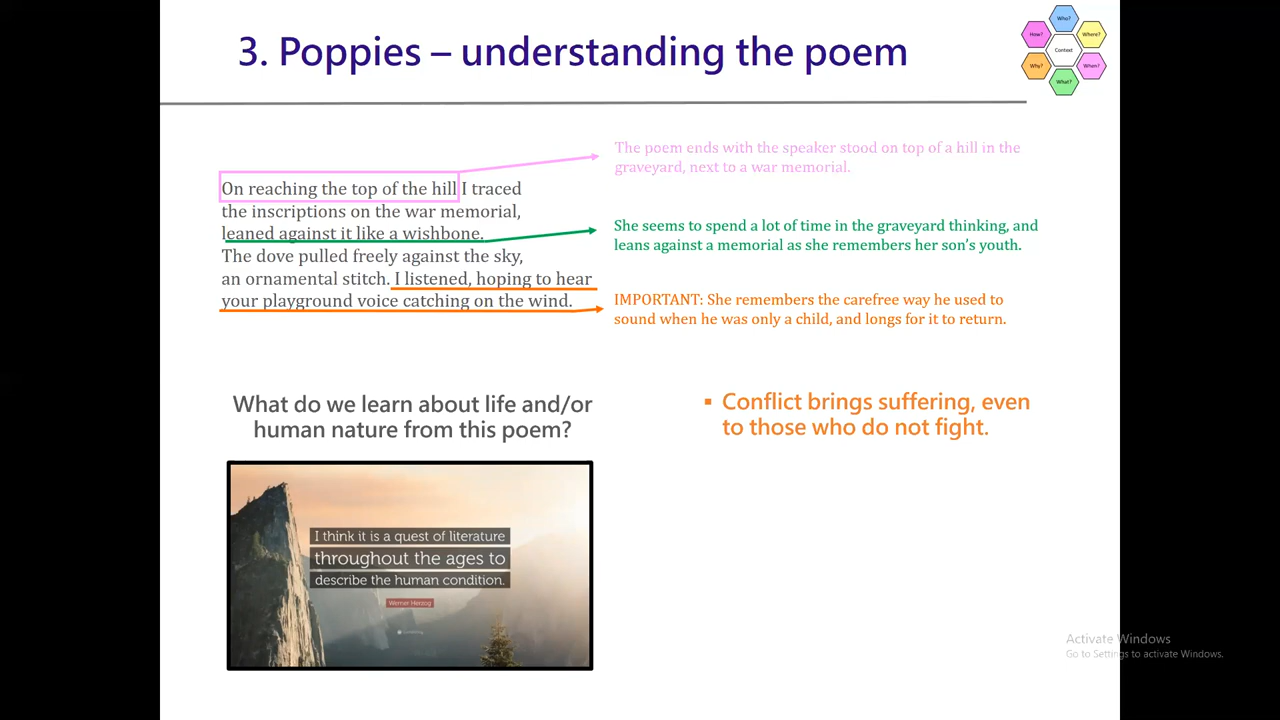 3. Poppies – understanding the poem
Who?
How?
Where?
Context
Why?
When?
What?
The poem ends with the speaker stood on top of a hill in the
graveyard, next to a war memorial.
On reaching the top of the hill I traced
the inscriptions on the war memorial,
leaned against it like a wishbone.
The dove pulled freely against the sky,
an ornamental stitch. I listened, hoping to hear
your playground voice catching on the wind.
She seems to spend a lot of time in the graveyard thinking, and
leans against a memorial as she remembers her son's youth.
IMPORTANT: She remembers the carefree way he used to
sound when he was only a child, and longs for it to return.
What do we learn about life and/or
human nature from this poem?
▪ Conflict brings suffering, even
to those who do not fight.
I think it is a quest of literature
throughout the ages to
describe the human condition.
Werner Herzog
Activate Windows
Go to Settings to activate Windows.